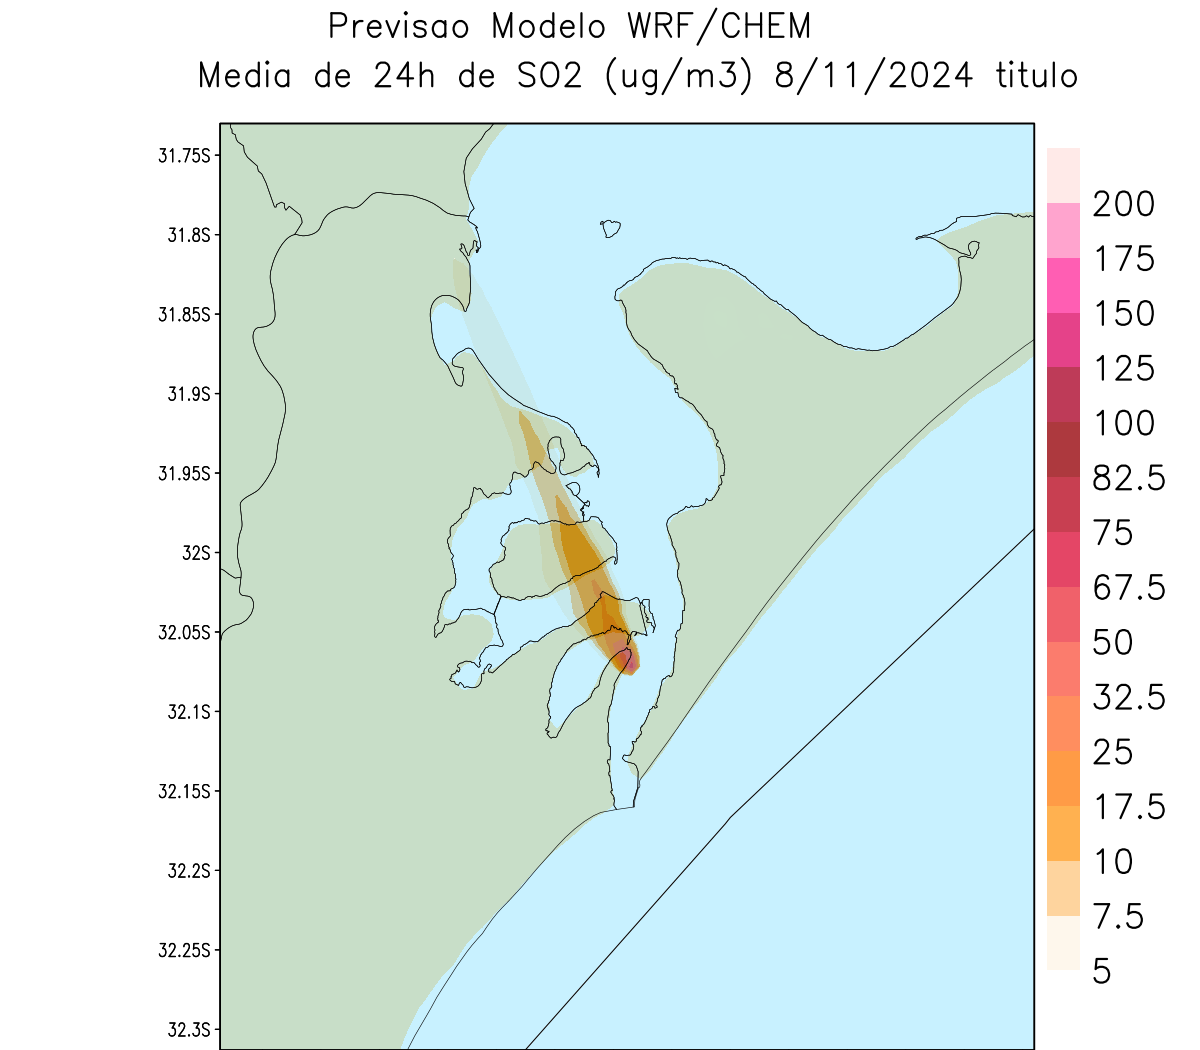 Previsao Modelo WRF/CHEM
Media de 24h de SO2 (ug/m3) 8/11/2024 titulo
31.75S
31.8S
31.85S
31.9S
31.95S
32S
32.05S
32.1S
32.15S
32.2S
32.25S
32.3S
200
175
150
125
100
82.5
75
67.5
50
32.5
25
17.5
10
7.5
5